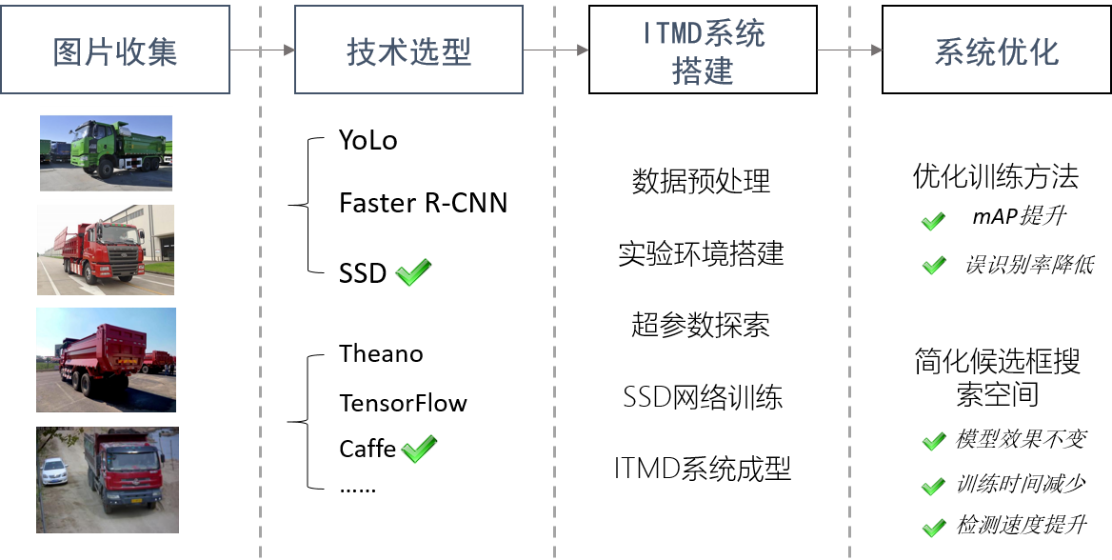 图片收集
技术选型
ITMD系统
搭建
系统优化
YoLo
Faster R-CNN
SSD
Theano
TensorFlow
Caffe
……
数据预处理
实验环境搭建
超参数探索
SSD网络训练
ITMD系统成型
优化训练方法
mAP提升
误识别率降低
简化候选框搜
索空间
模型效果不变
训练时间减少
检测速度提升